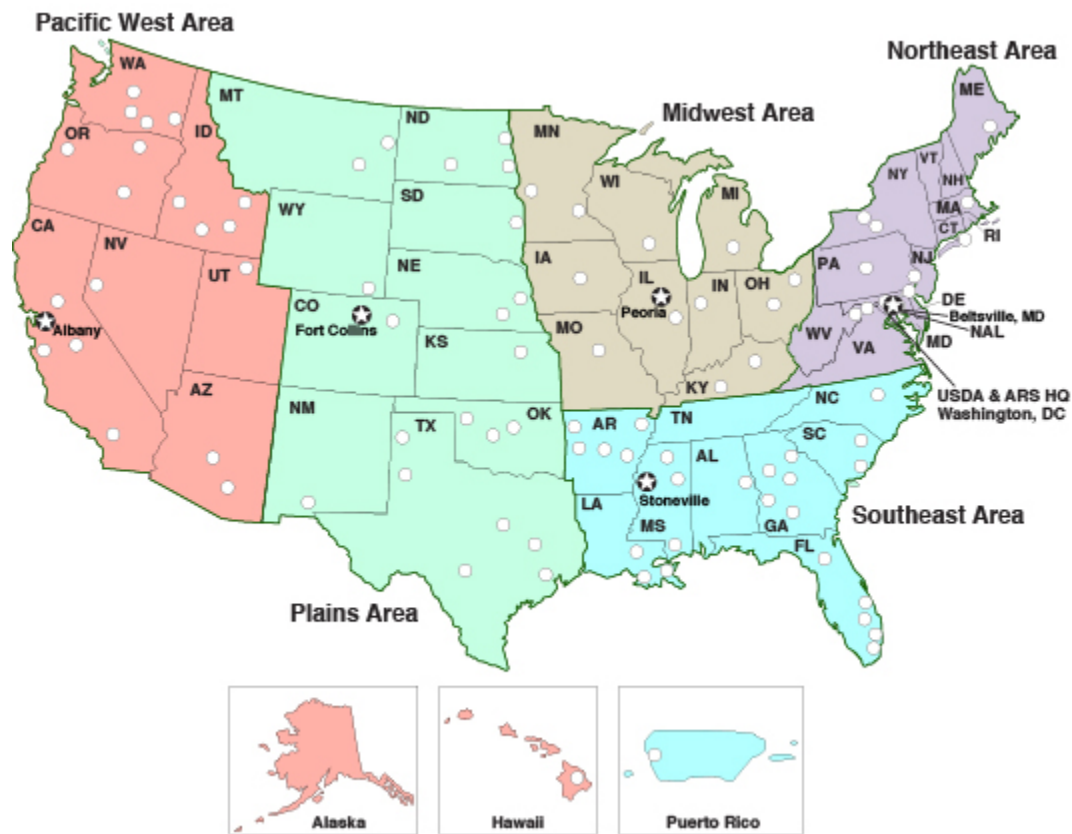 Pacific West Area
Northeast Area
Midwest Area
WA
MT
ND
MN
ME
OR
ID
VT
NY
NH
WI
MI
SD
MA
WY
CT
RI
CA
NV
UT
NE
IA
PA
NJ
IL
IN
OH
CO
DE
Peoria
Beltsville, MD
Albany
Fort Collins
NAL
MO
WV
MD
KS
VA
AZ
KY
USDA & ARS HQ
NC
Washington, DC
NM
OK
TX
AR
TN
SC
AL
Stoneville
LA
Southeast Area
MS
GA
FL
Plains Area
Alaska
Hawaii
Puerto Rico